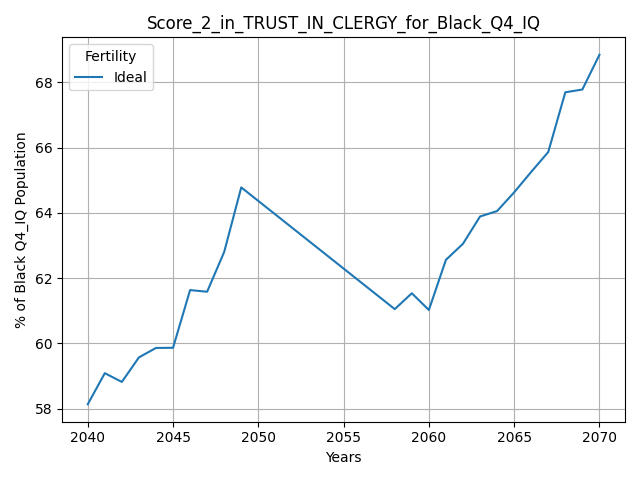 Score_2_in_TRUST_IN_CLERGY_for_Black_Q4_IQ
Fertility
Ideal
% of Black Q4_IQ Population
68
66
64
62
60
58
2040 2045 2050 2055 2060 2065 2070
Years